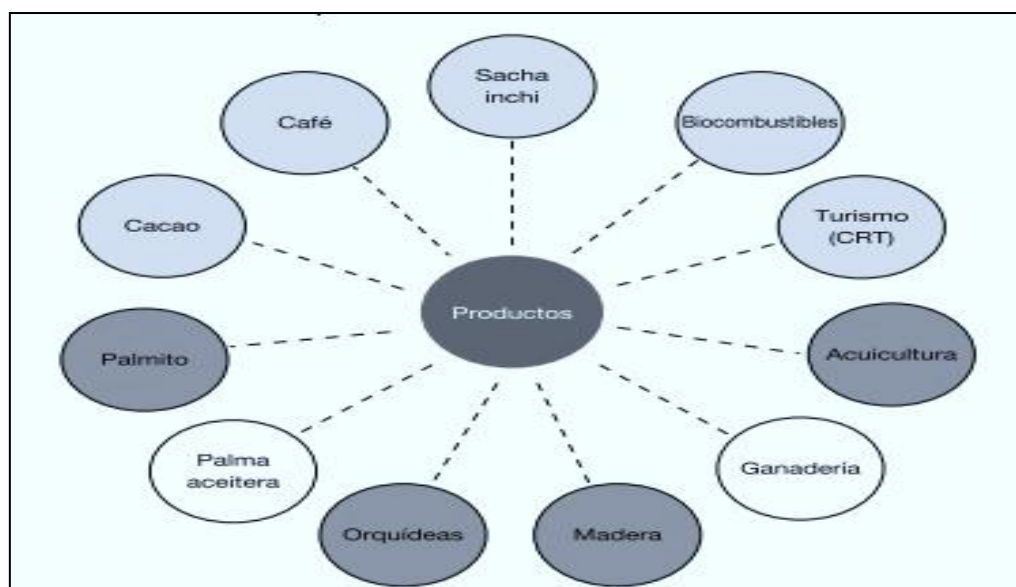 Sacha
inchi
Café
Biocombustibles
Cacao
Turismo
(CRT)
Productos
Palmito
Acuicultura
Palma
aceitera
Ganadería
Orquídeas
Madera